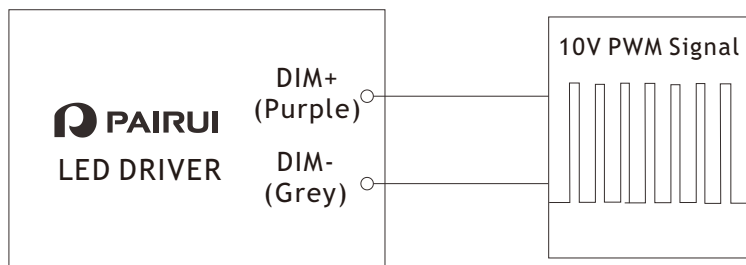 10V PWM Signal
DIM+
(Purple)
PAIRUI
LED DRIVER
DIM-
(Grey)